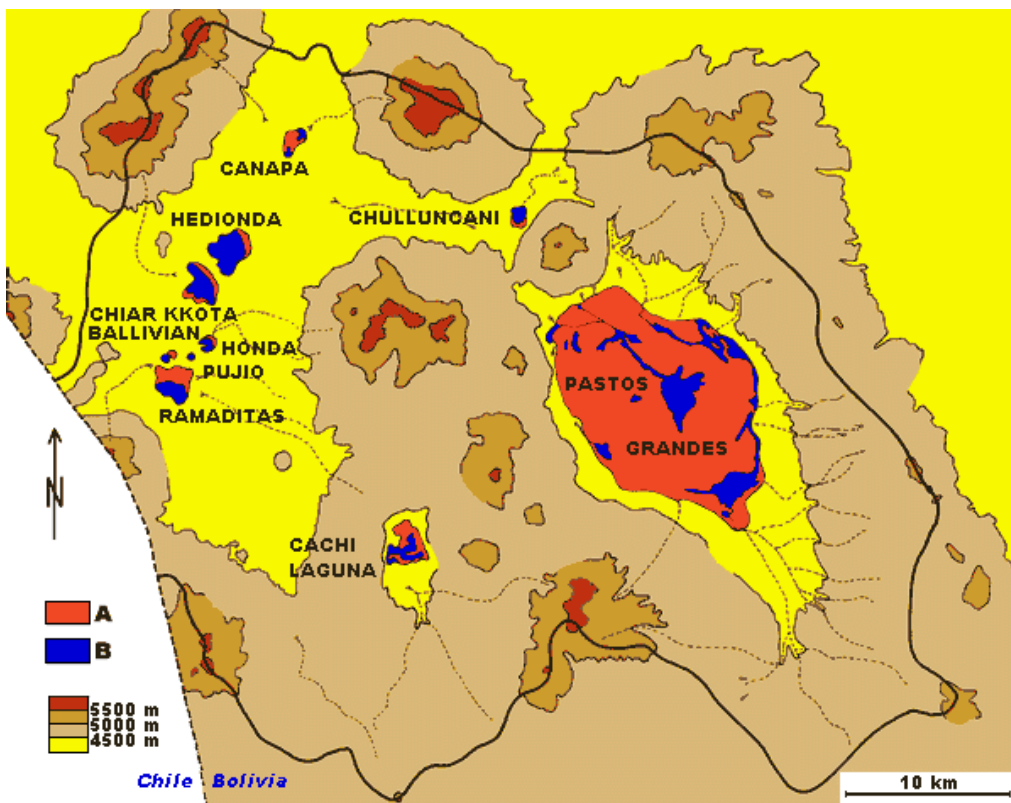 CANAPA
HEDIONDA
CHULLUNCANI
CHIAR KKOTA
BALLIVIAN
HONDA
PUJIO
RAMADITAS
PASTOS
GRANDES
N
CACHI
LAGUNA
A
B
5500 m
5000 m
4500 m
Chile Bolivia
10 km